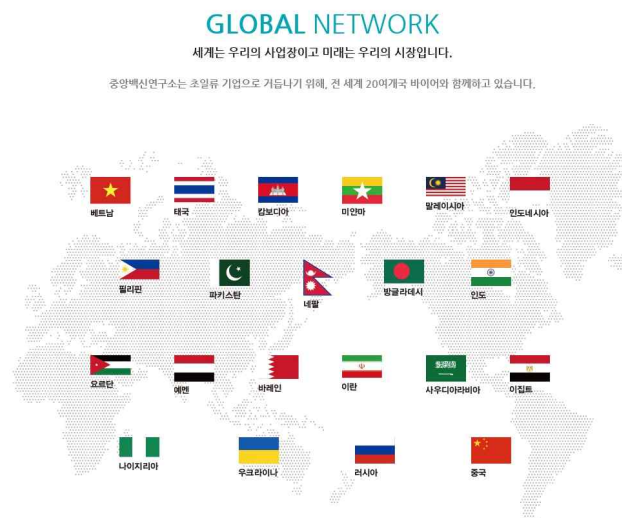 GLOBAL NETWORK
세계는 우리의 사업장이고 미래는 우리의 시장입니다.
중앙백신연구소는 초일류 기업으로 거듭나기 위해, 전 세계 20여개국 바이어와 함께하고 있습니다.
베트남 태국 캄보디아 미얀마 말레이시아 인도네시아
필리핀 파키스탄 네팔 방글라데시 인도
요르단 예멘 바레인 이란 사우디아라비아 이집트
나이지리아 우크라이나 러시아 중국